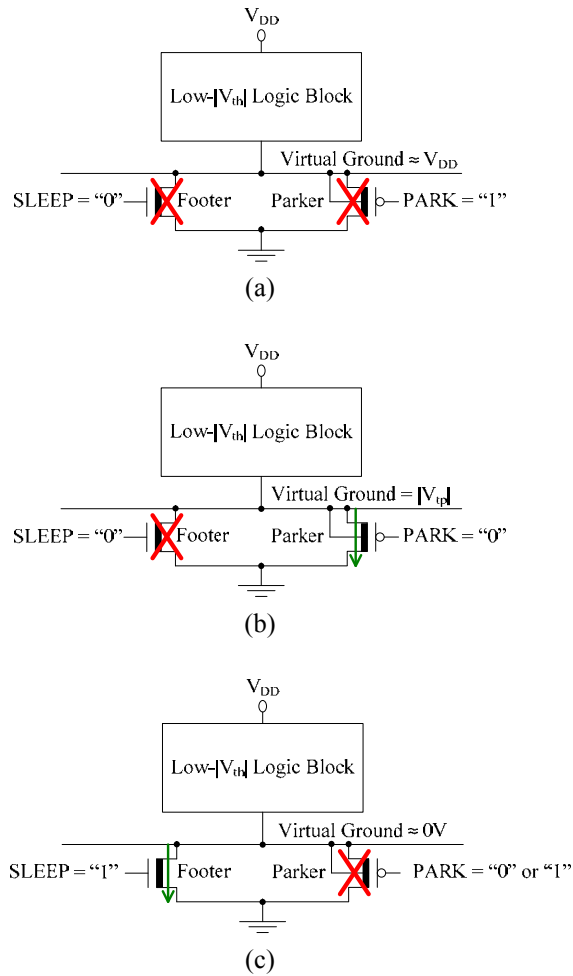 V_DD
Low-|V_th| Logic Block
Virtual Ground ≈ V_DD
SLEEP = “0” Footer Parker PARK = “1”
(a)
V_DD
Low-|V_th| Logic Block
Virtual Ground = |V_tp|
SLEEP = “0” Footer Parker PARK = “0”
(b)
V_DD
Low-|V_th| Logic Block
Virtual Ground ≈ 0V
SLEEP = “1” Footer Parker PARK = “0” or “1”
(c)